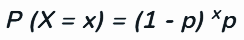 P (X = x) = (1 - p) ˣp